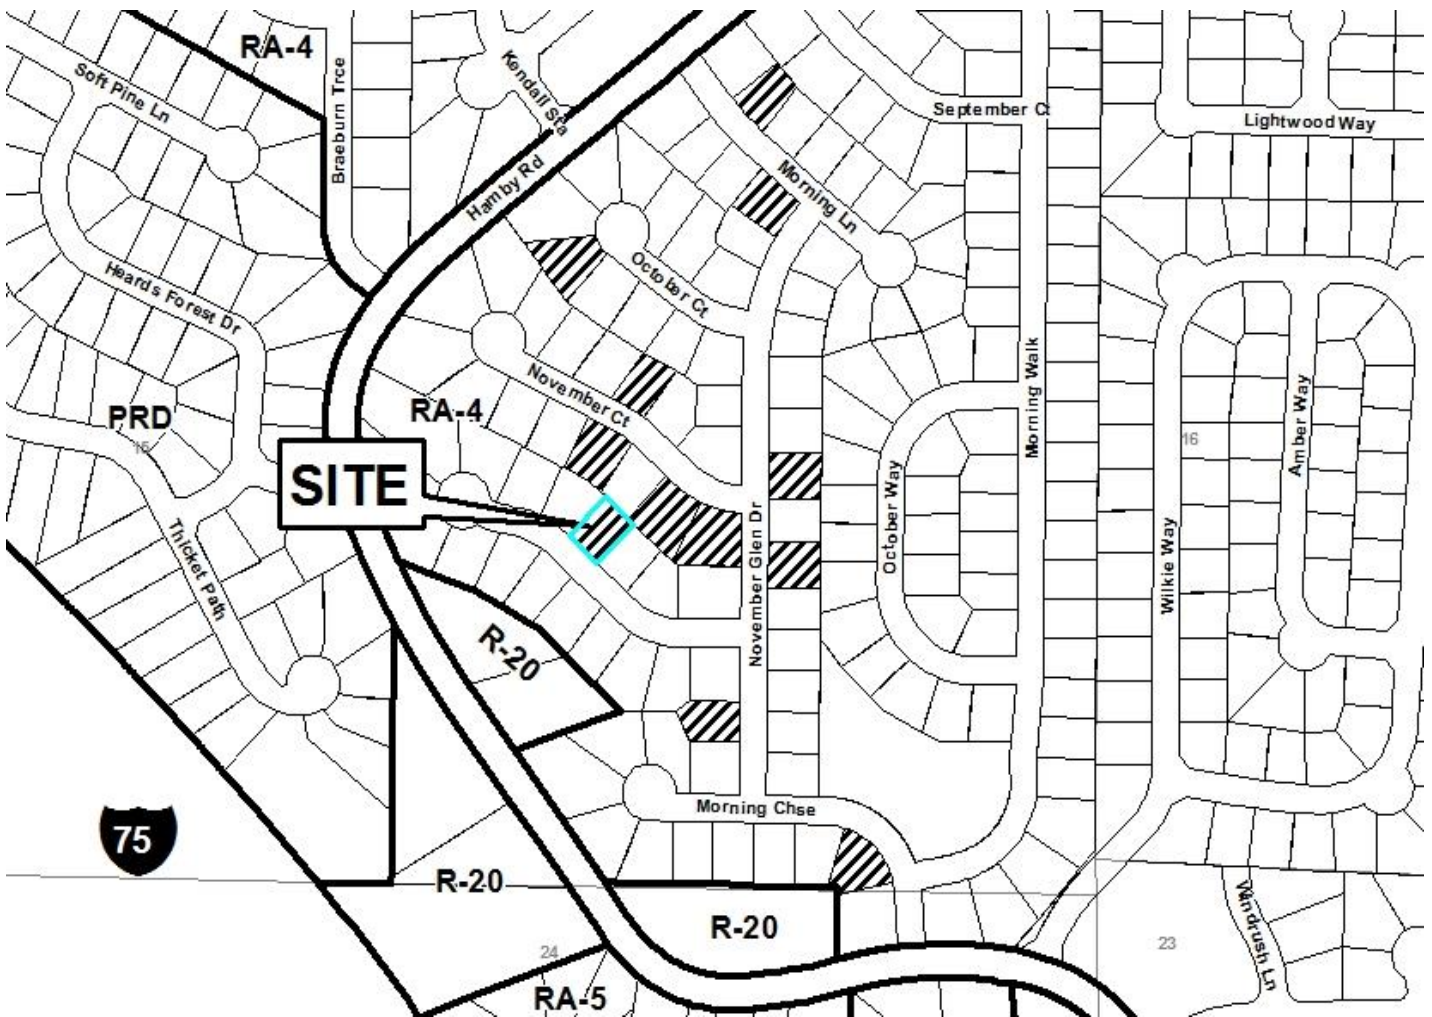 RA-4
Kendall Sta
Soft Pine Ln
Braeburn Trce
September Ct
Lightwood Way
Hamby Rd
Morning Ln
October Ct
Heards Forest Dr
November Ct
Morning Walk
RA-4
PRD
15
16
Amber Way
SITE
October Way
November Glen Dr
Wilkie Way
Thicket Path
R-20
Morning Chse
75
R-20
R-20
Windrush Ln
24
23
RA-5